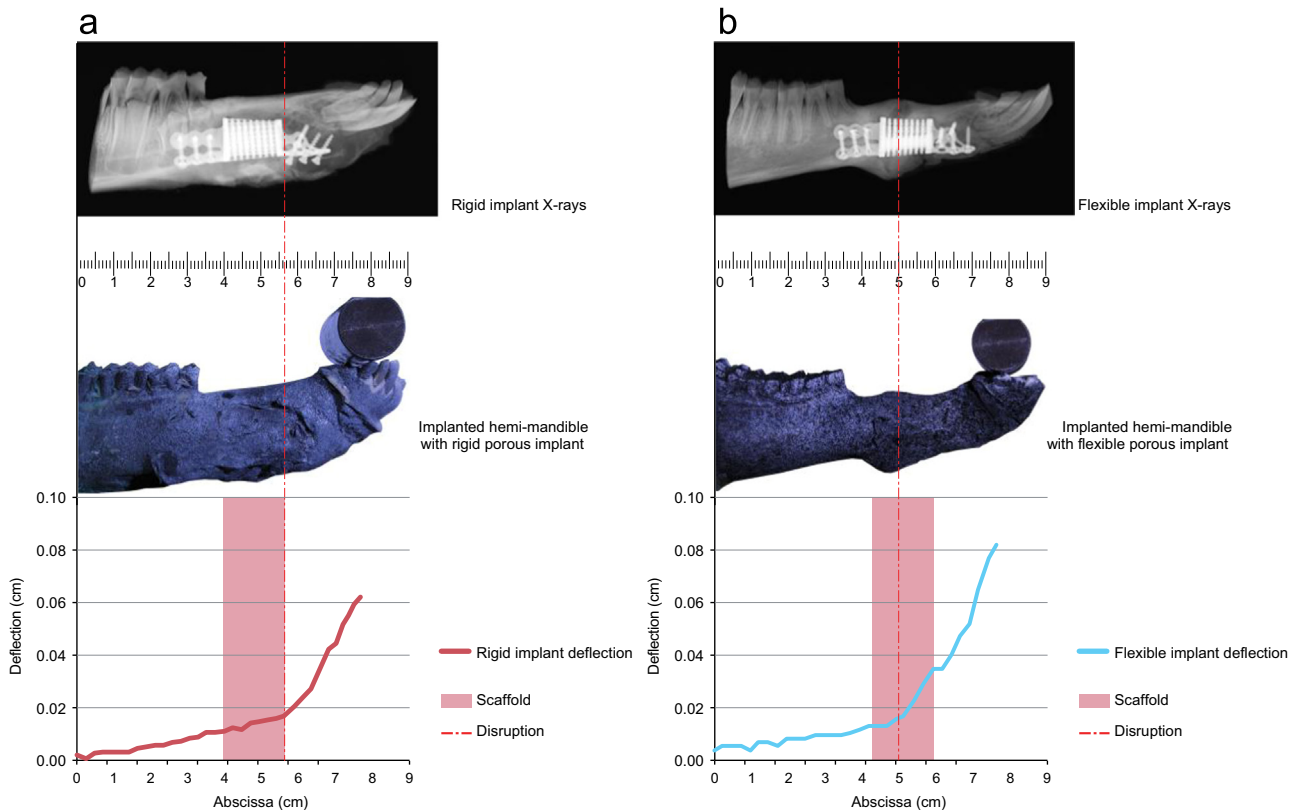 a
Rigid implant X-rays
0 1 2 3 4 5 6 7 8 9
Implanted hemi-mandible
with rigid porous implant
0.10
0.08
0.06
0.04
0.02
0.00
Deflection (cm)
0 1 2 3 4 5 6 7 8 9
Abscissa (cm)
Rigid implant deflection
Scaffold
Disruption
b
Flexible implant X-rays
0 1 2 3 4 5 6 7 8 9
Implanted hemi-mandible
with flexible porous implant
0.10
0.08
0.06
0.04
0.02
0.00
Deflection (cm)
0 1 2 3 4 5 6 7 8 9
Abscissa (cm)
Flexible implant deflection
Scaffold
Disruption